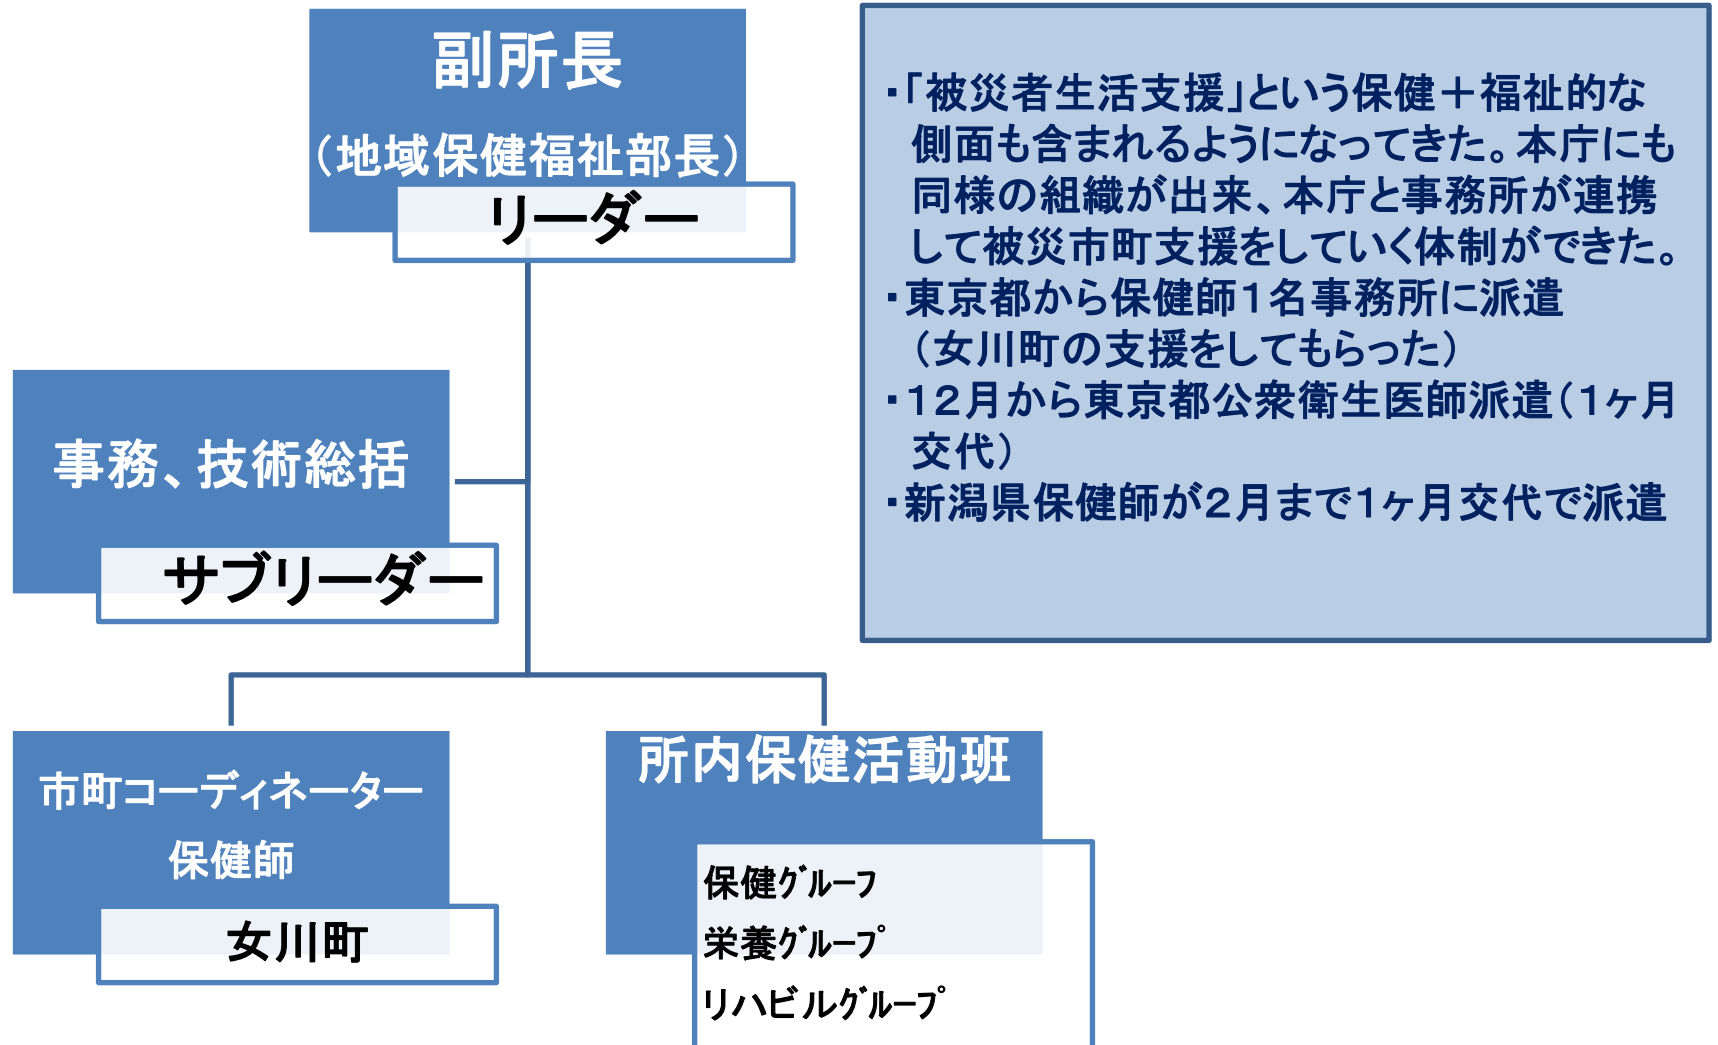 副所長
（地域保健福祉部長）
リーダー
事務、技術総括
サブリーダー
市町コーディネーター
保健師
女川町
所内保健活動班
保健ｸﾞﾙｰﾌ
栄養ｸﾞﾙｰﾌﾟ
リハビルｸﾞﾙｰﾌﾟ
・「被災者生活支援」という保健＋福祉的な
側面も含まれるようになってきた。本庁にも
同様の組織が出来、本庁と事務所が連携
して被災市町支援をしていく体制ができた。
・東京都から保健師１名事務所に派遣
（女川町の支援をしてもらった）
・１２月から東京都公衆衛生医師派遣（１ヶ月
交代）
・新潟県保健師が２月まで１ヶ月交代で派遣